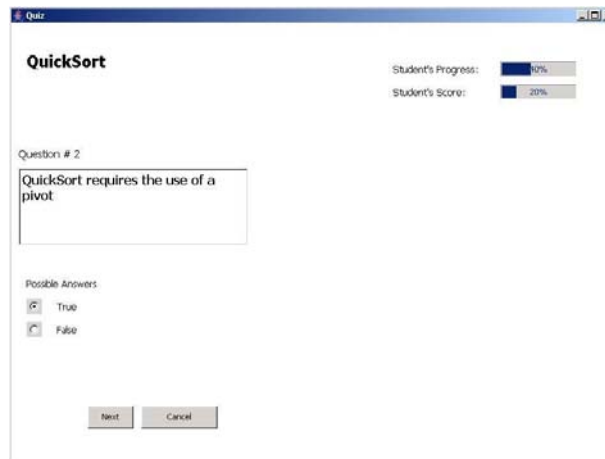 Quiz
QuickSort
Student's Progress:
40%
Student's Score:
20%
Question # 2
QuickSort requires the use of a
pivot
Possible Answers
True
False
Next
Cancel